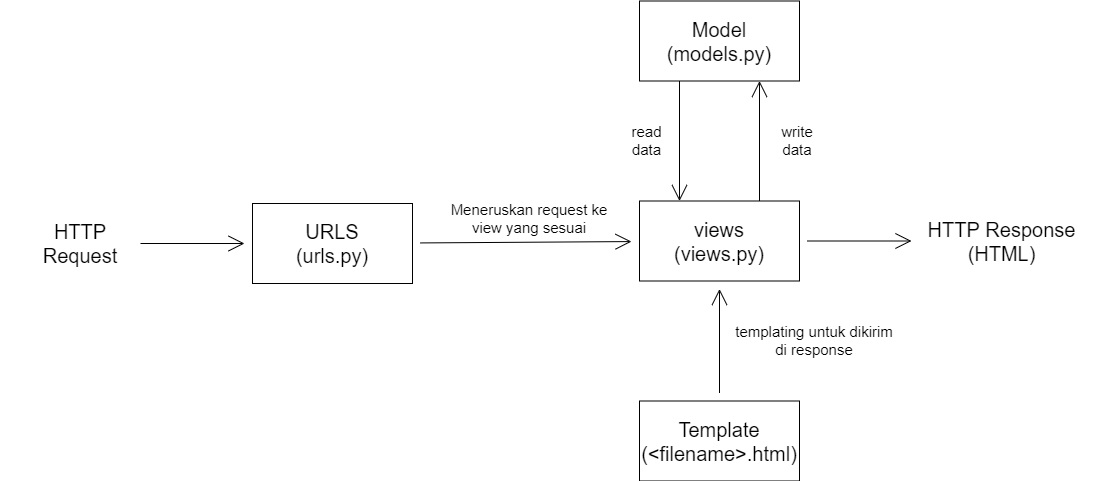 Model
(models.py)
read
data
write
data
HTTP
Request
URLS
(urls.py)
Meneruskan request ke
view yang sesuai
views
(views.py)
HTTP Response
(HTML)
templating untuk dikirim
di response
Template
(<filename>.html)